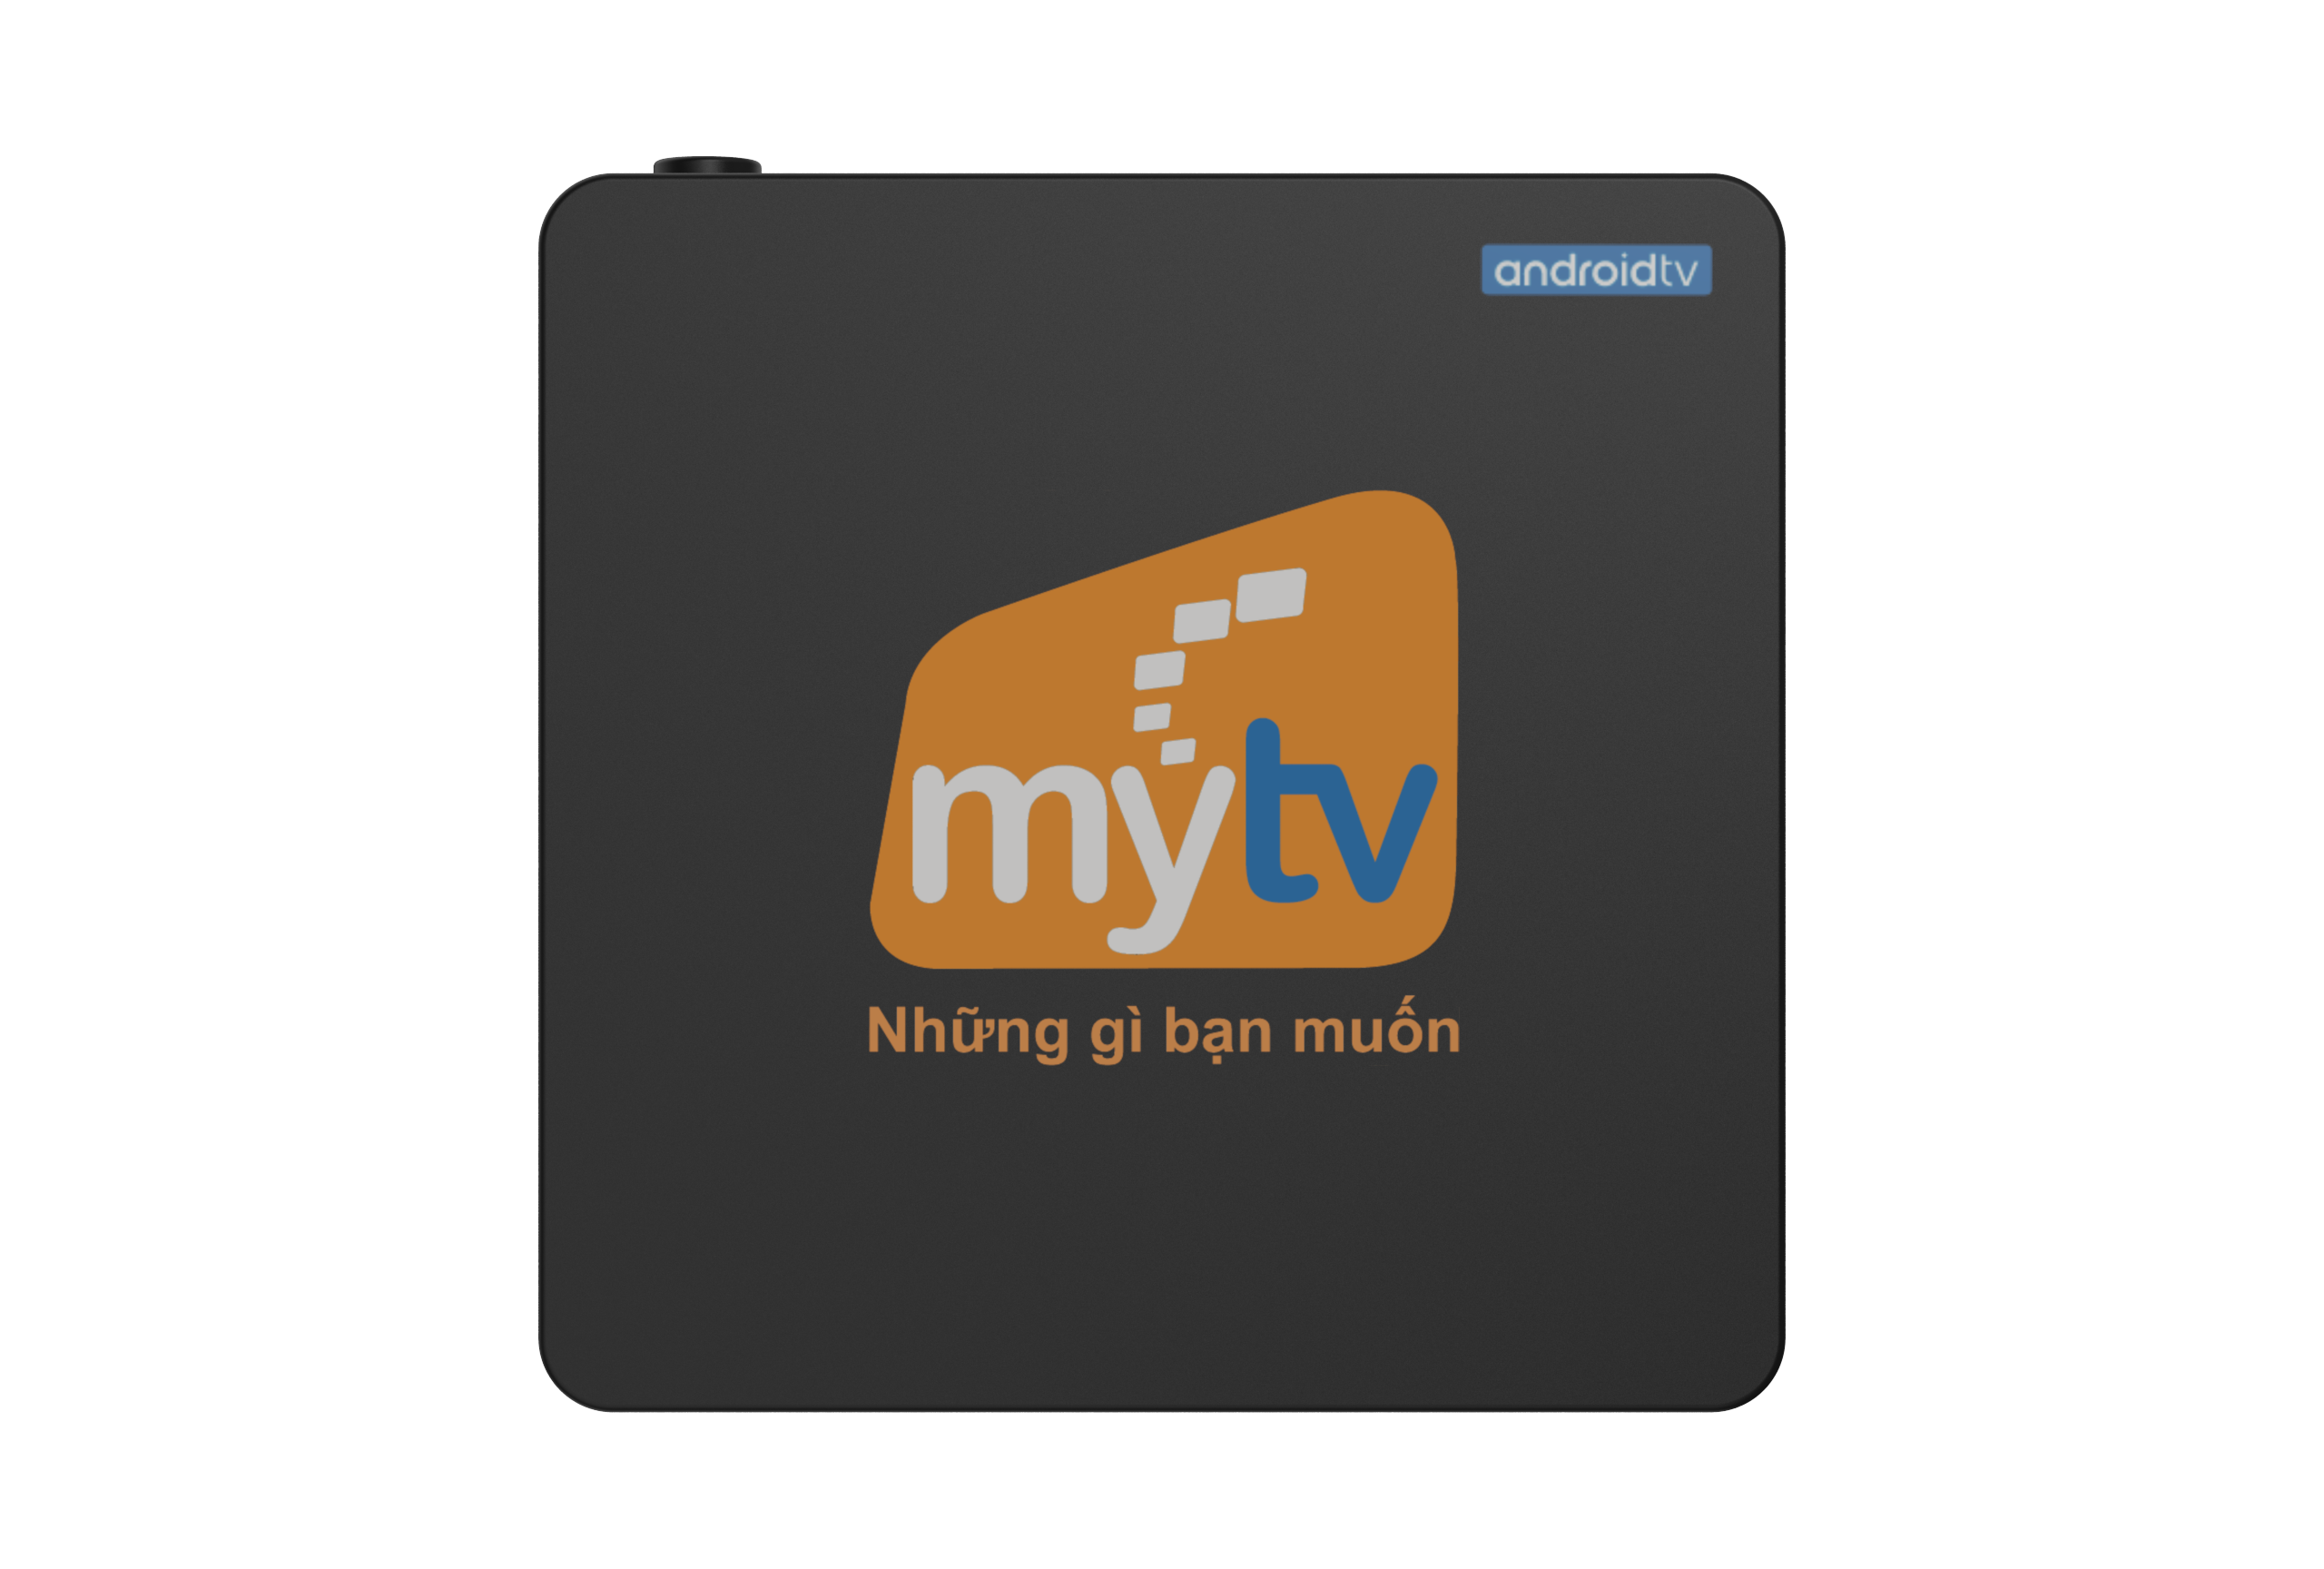 androidtv
mytv
Những gì bạn muốn